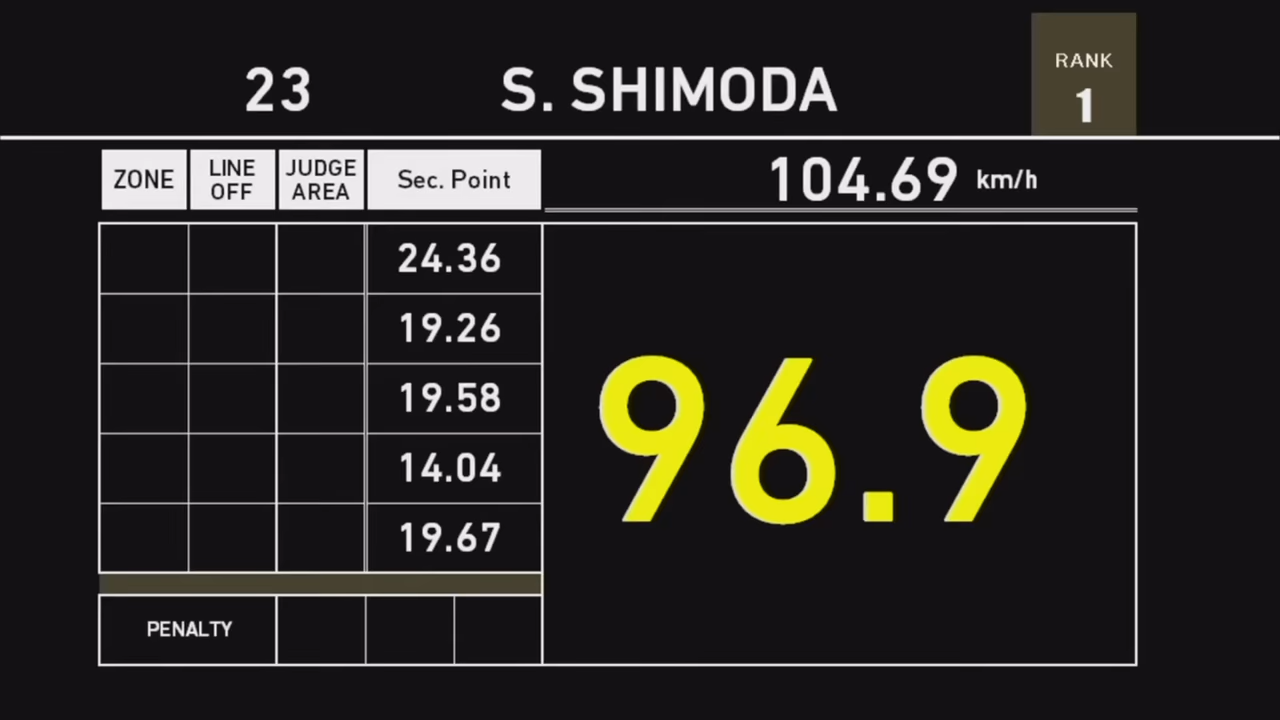 23 S. SHIMODA RANK 1
ZONE LINE OFF JUDGE AREA Sec. Point 104.69 km/h
24.36
19.26
19.58
14.04
19.67
96.9
PENALTY